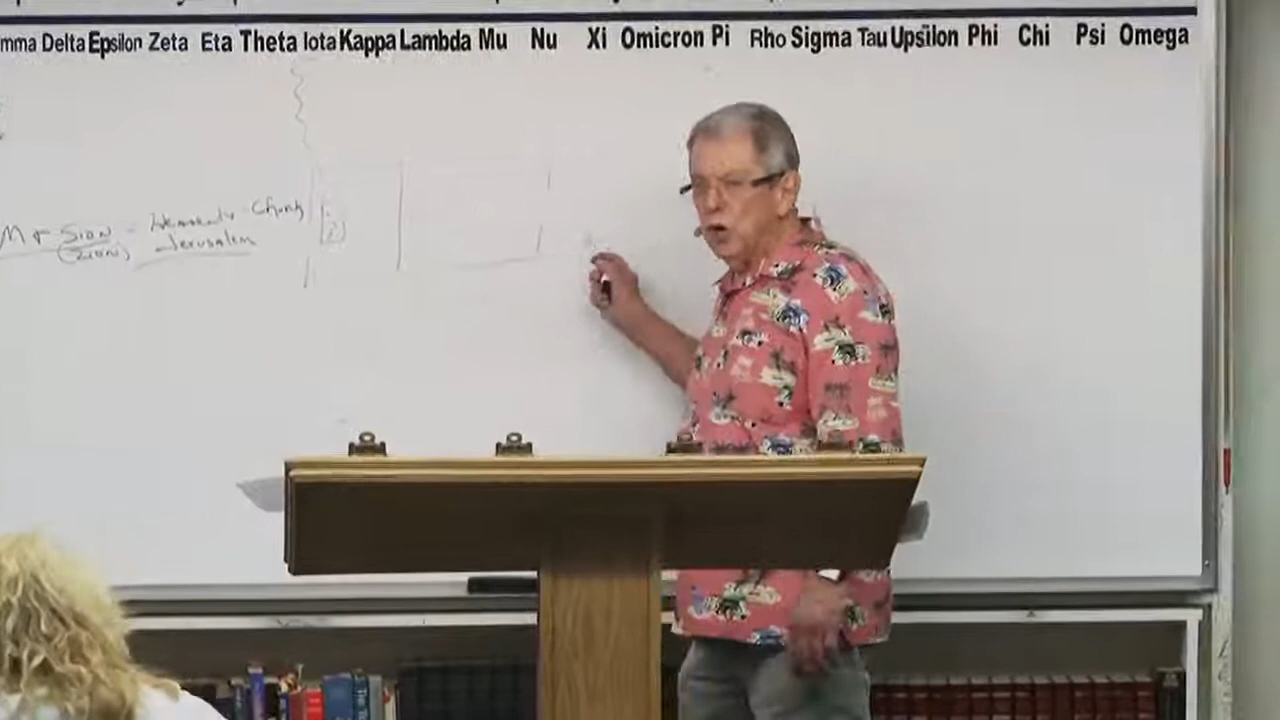 mma Delta Epsilon Zeta Eta Theta Iota Kappa Lambda Mu Nu Xi Omicron Pi Rho Sigma Tau Upsilon Phi Chi Psi Omega
Mt Sion - Heavenly - Church
(Zion) Jerusalem